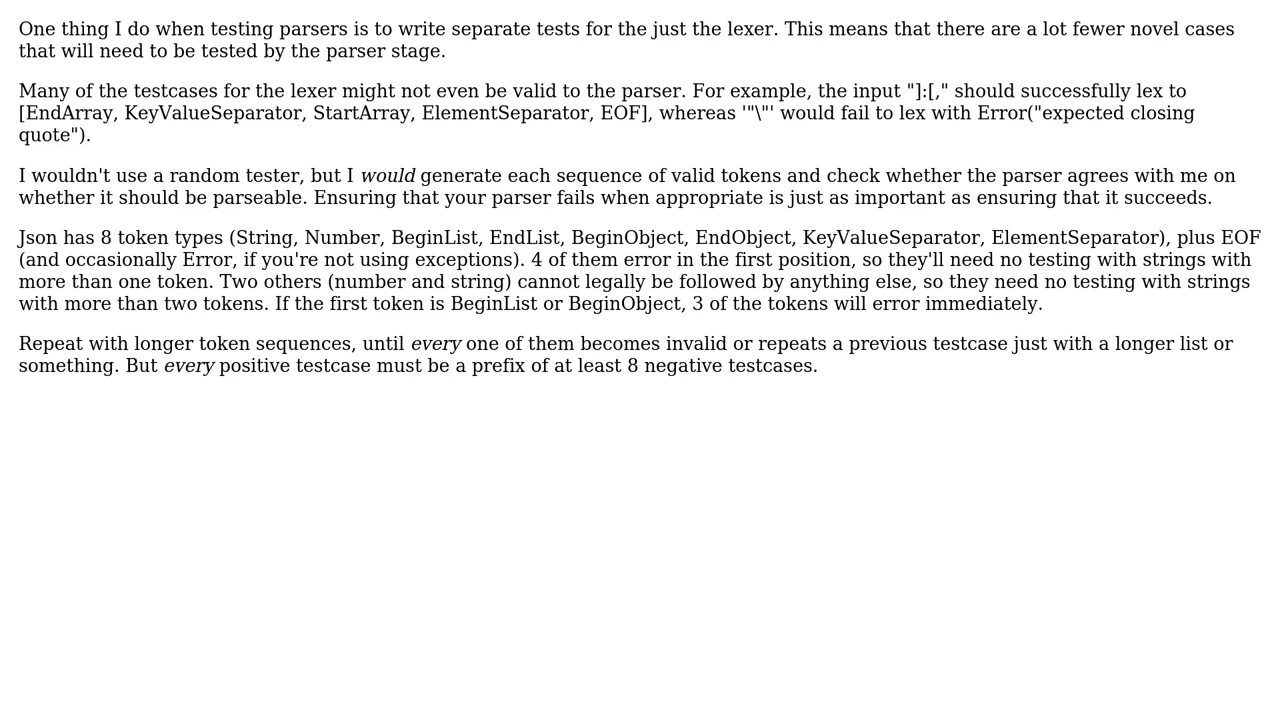 One thing I do when testing parsers is to write separate tests for the just the lexer. This means that there are a lot fewer novel cases
that will need to be tested by the parser stage.
Many of the testcases for the lexer might not even be valid to the parser. For example, the input "]:[," should successfully lex to
[EndArray, KeyValueSeparator, StartArray, ElementSeparator, EOF], whereas '"\"' would fail to lex with Error("expected closing
quote").
I wouldn't use a random tester, but I would generate each sequence of valid tokens and check whether the parser agrees with me on
whether it should be parseable. Ensuring that your parser fails when appropriate is just as important as ensuring that it succeeds.
Json has 8 token types (String, Number, BeginList, EndList, BeginObject, EndObject, KeyValueSeparator, ElementSeparator), plus EOF
(and occasionally Error, if you're not using exceptions). 4 of them error in the first position, so they'll need no testing with strings with
more than one token. Two others (number and string) cannot legally be followed by anything else, so they need no testing with strings
with more than two tokens. If the first token is BeginList or BeginObject, 3 of the tokens will error immediately.
Repeat with longer token sequences, until every one of them becomes invalid or repeats a previous testcase just with a longer list or
something. But every positive testcase must be a prefix of at least 8 negative testcases.